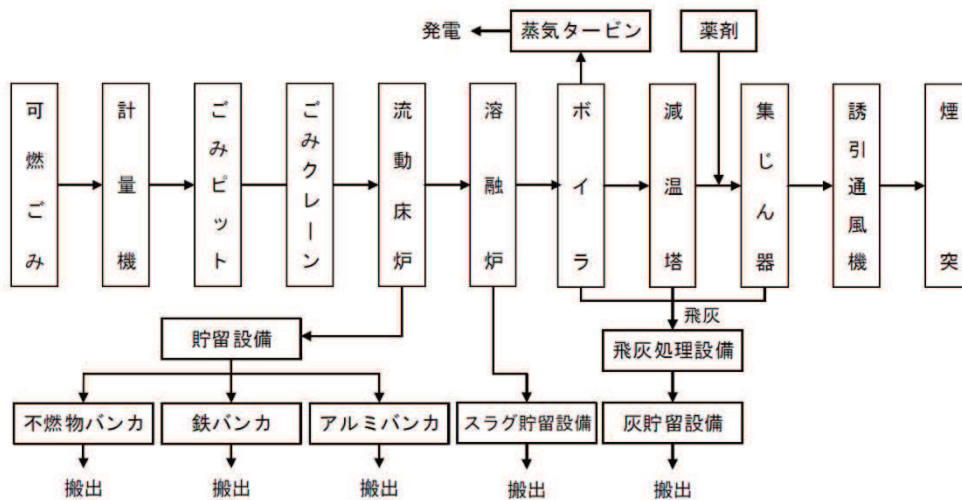 発電
蒸気タービン
薬剤
可燃ごみ
計量機
ごみピット
ごみクレーン
流動床炉
溶融炉
ボイラ
減温塔
集じん器
誘引通風機
煙突
飛灰
貯留設備
飛灰処理設備
不燃物バンカ
鉄バンカ
アルミバンカ
スラグ貯留設備
灰貯留設備
搬出
搬出
搬出
搬出
搬出